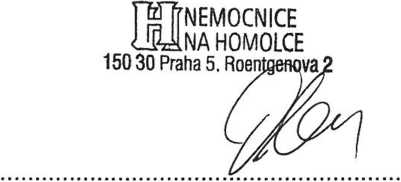 H NEMOCNICE
NA HOMOLCE
150 30 Praha 5, Roentgenova 2